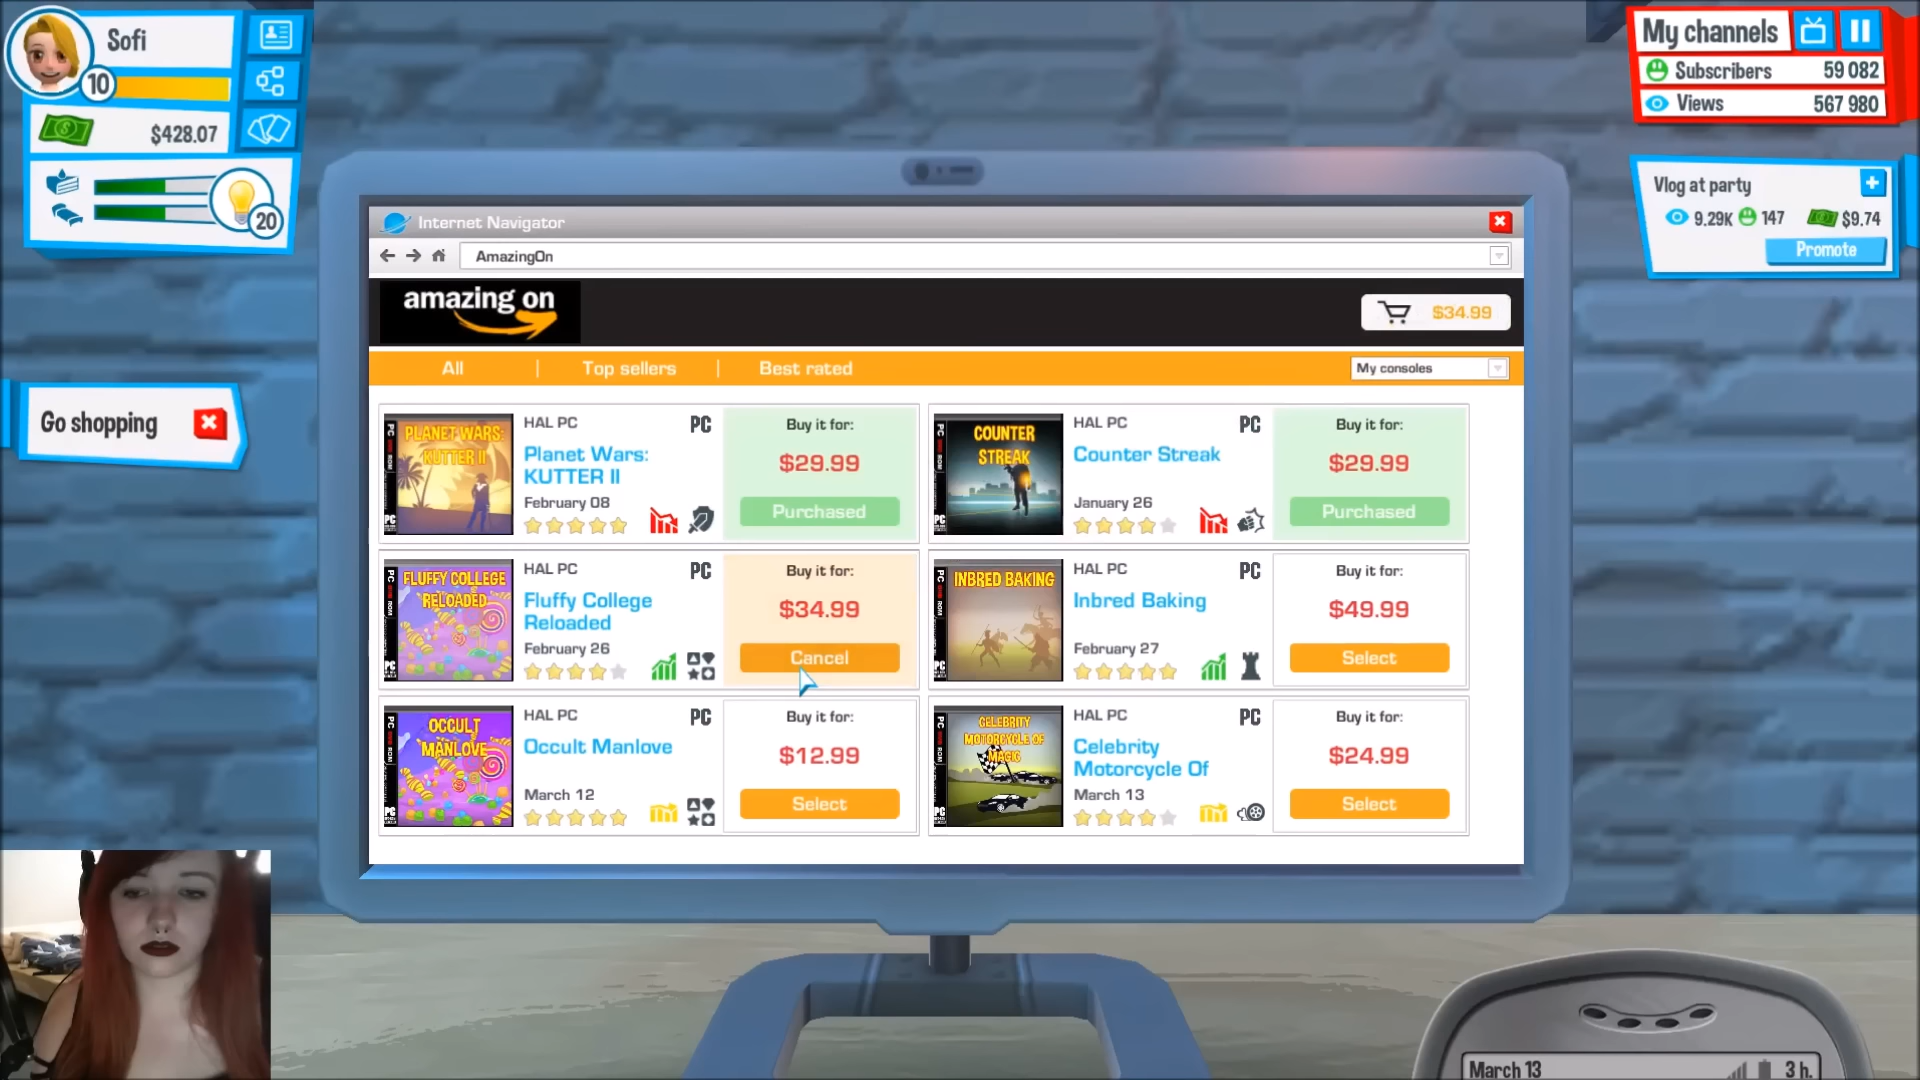 Sofi
10
$428.07
20
Go shopping
My channels
Subscribers 59 082
Views 567 980
Vlog at party
9.29K 147 $9.74
Promote
Internet Navigator
AmazingOn
amazing on
$34.99
All | Top sellers | Best rated
My consoles
PLANET WARS:
KUTTER II
PC
HAL PC PC
Planet Wars:
KUTTER II
February 08
Buy it for:
$29.99
Purchased
COUNTER
STREAK
PC
HAL PC PC
Counter Streak
January 26
Buy it for:
$29.99
Purchased
FLUFFY COLLEGE
RELOADED
PC
HAL PC PC
Fluffy College
Reloaded
February 26
Buy it for:
$34.99
Cancel
INBRED BAKING
PC
HAL PC PC
Inbred Baking
February 27
Buy it for:
$49.99
Select
OCCULT
MANLOVE
PC
HAL PC PC
Occult Manlove
March 12
Buy it for:
$12.99
Select
CELEBRITY
MOTORCYCLE OF
MAGIC
PC
HAL PC PC
Celebrity
Motorcycle Of
March 13
Buy it for:
$24.99
Select
March 13 3 h.